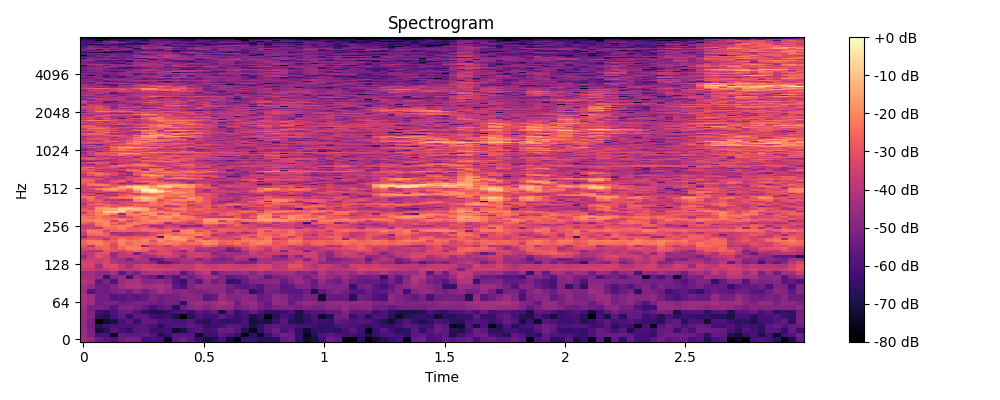 Spectrogram
Hz
4096
2048
1024
512
256
128
64
0
0
0.5
1
1.5
2
2.5
Time
+0 dB
-10 dB
-20 dB
-30 dB
-40 dB
-50 dB
-60 dB
-70 dB
-80 dB